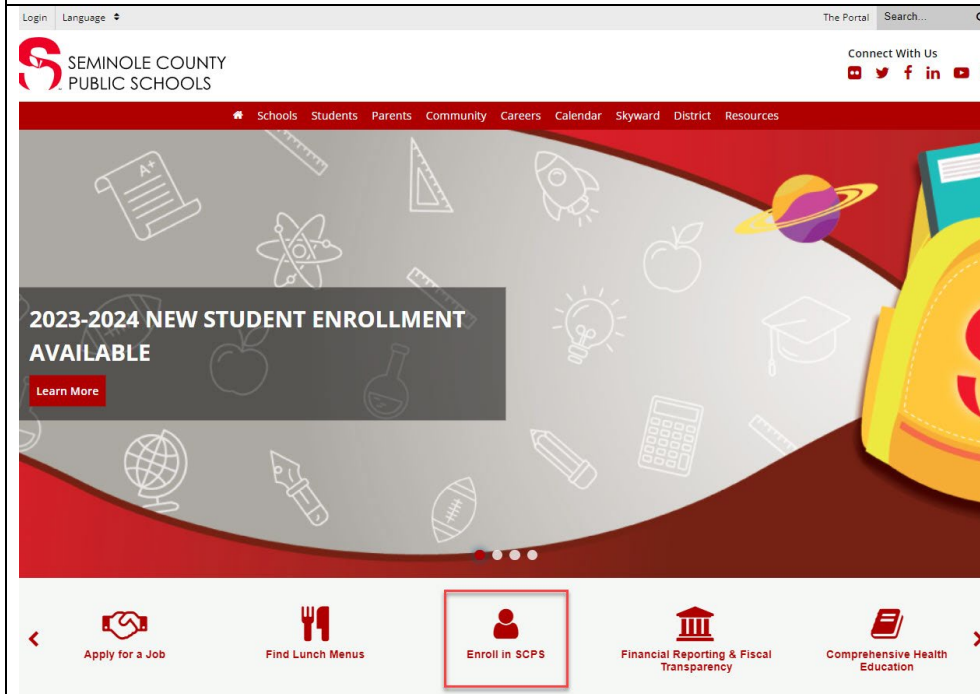 Login Language
The Portal Search...
SEMINOLE COUNTY
PUBLIC SCHOOLS
Connect With Us
Schools Students Parents Community Careers Calendar Skyward District Resources
A+
2023-2024 NEW STUDENT ENROLLMENT
AVAILABLE
Learn More
Apply for a Job
Find Lunch Menus
Enroll in SCPS
Financial Reporting & Fiscal
Transparency
Comprehensive Health
Education